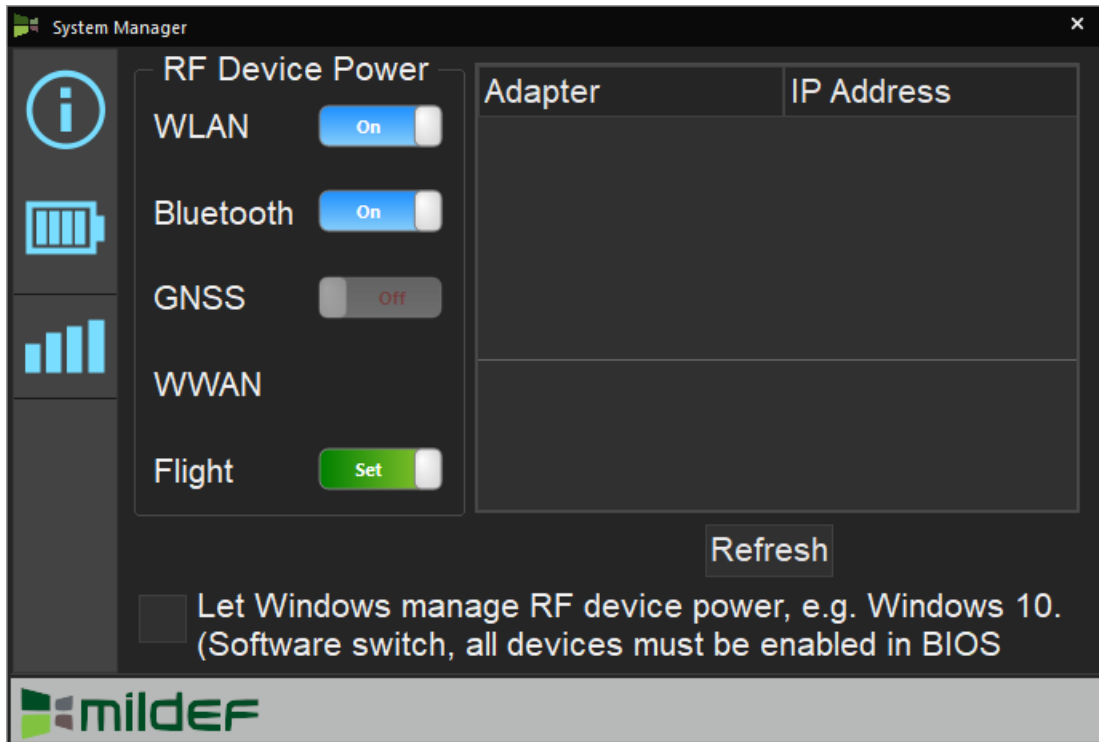 System Manager
RF Device Power
WLAN On
Bluetooth On
GNSS Off
WWAN
Flight Set
Adapter IP Address
Refresh
Let Windows manage RF device power, e.g. Windows 10.
(Software switch, all devices must be enabled in BIOS
mildef